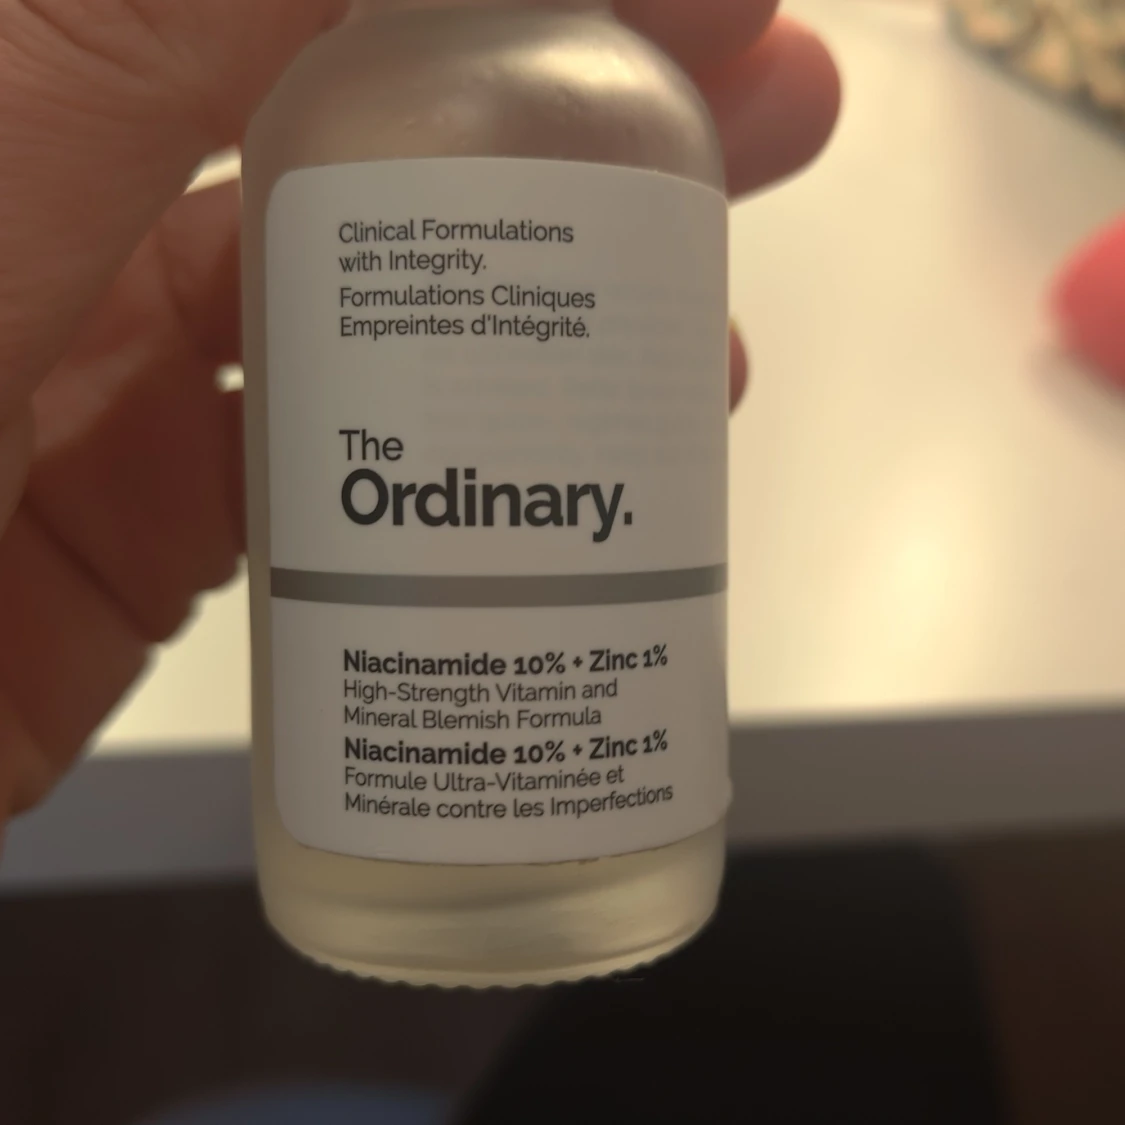 Clinical Formulations
with Integrity.
Formulations Cliniques
Empreintes d'Intégrité.
The
Ordinary.
Niacinamide 10% + Zinc 1%
High-Strength Vitamin and
Mineral Blemish Formula
Niacinamide 10% + Zinc 1%
Formule Ultra-Vitaminée et
Minérale contre les Imperfections